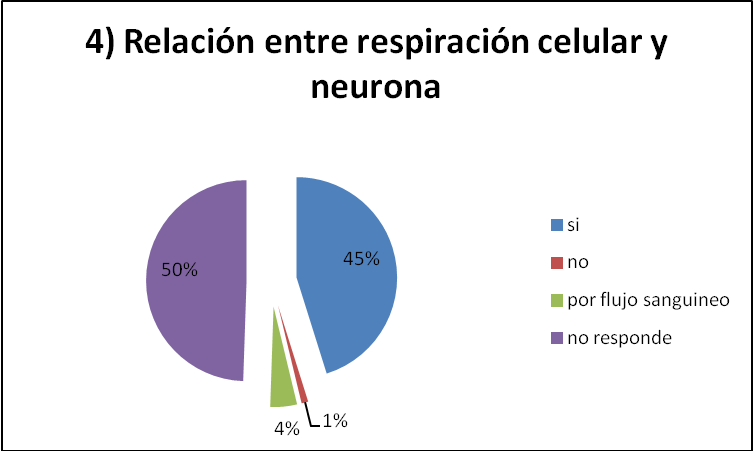 4) Relación entre respiración celular y
neurona
50%
45%
4%
1%
si
no
por flujo sanguineo
no responde